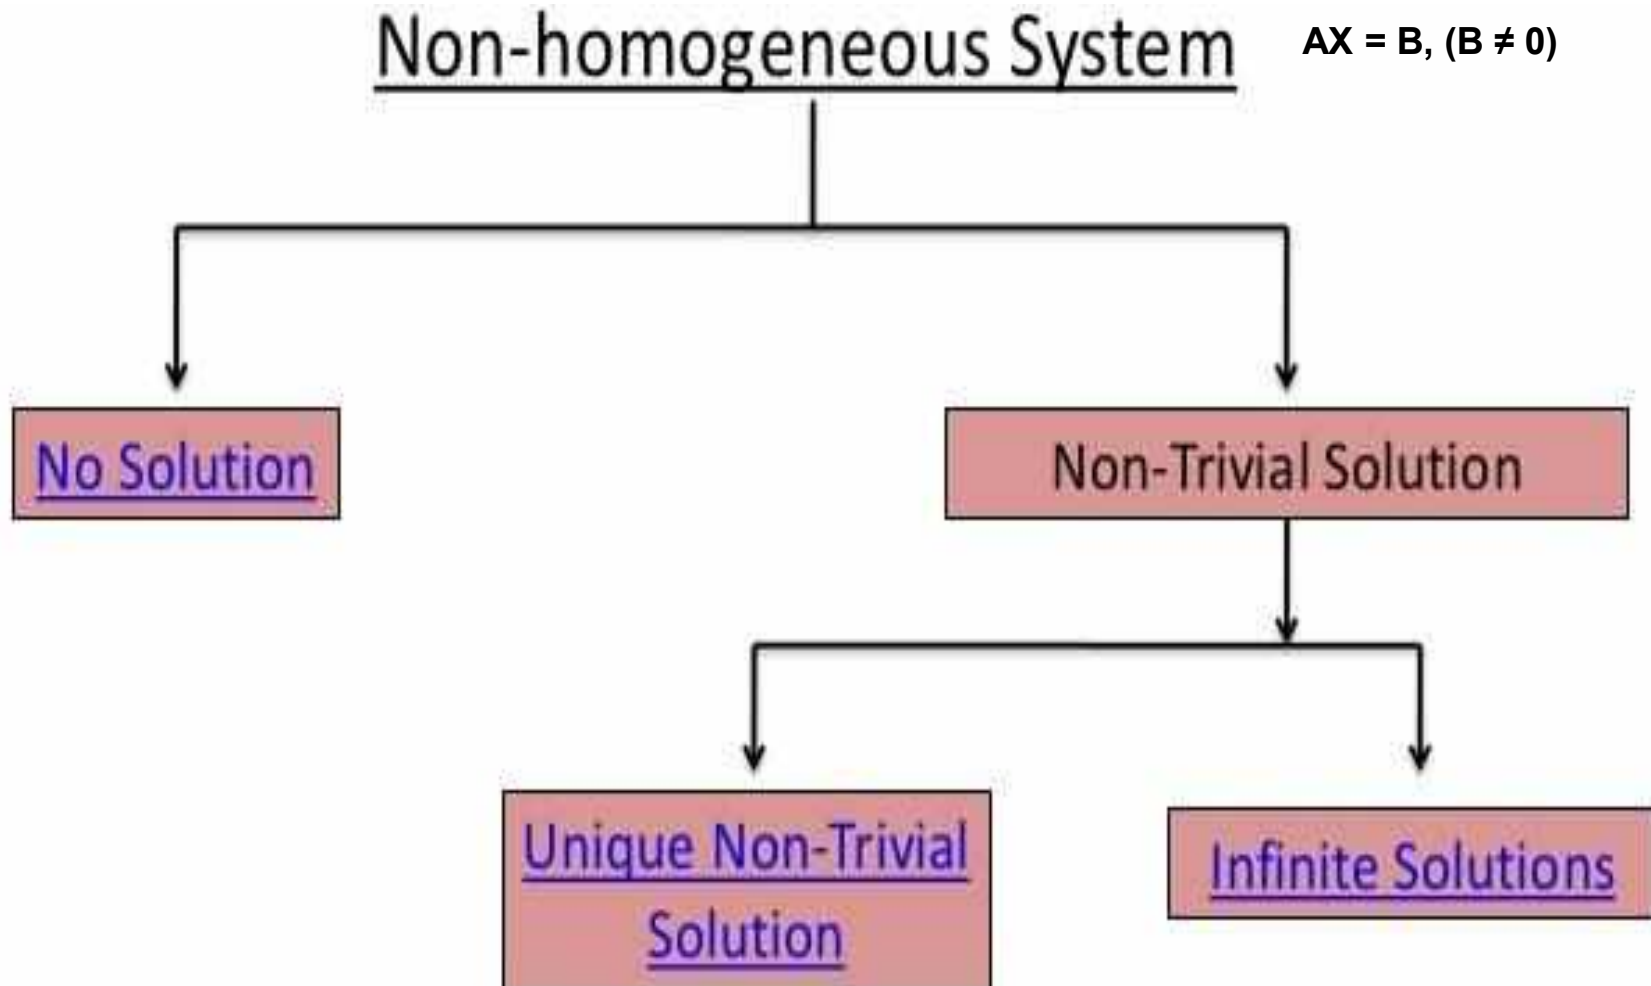 Non-homogeneous System
AX = B, (B ≠ 0)
No Solution
Non-Trivial Solution
Unique Non-Trivial
Solution
Infinite Solutions